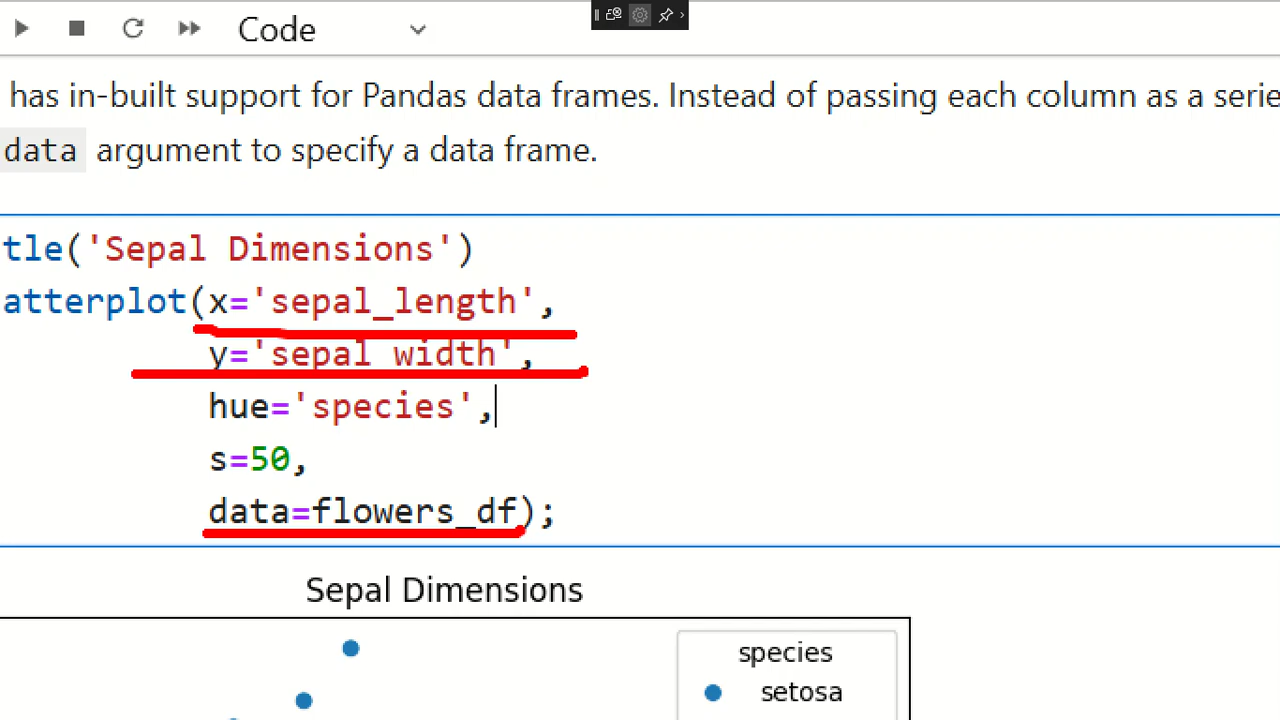 Code
has in-built support for Pandas data frames. Instead of passing each column as a serie
data argument to specify a data frame.
tle('Sepal Dimensions')
atterplot(x='sepal_length',
y='sepal_width',
hue='species',
s=50,
data=flowers_df);
Sepal Dimensions
species
setosa